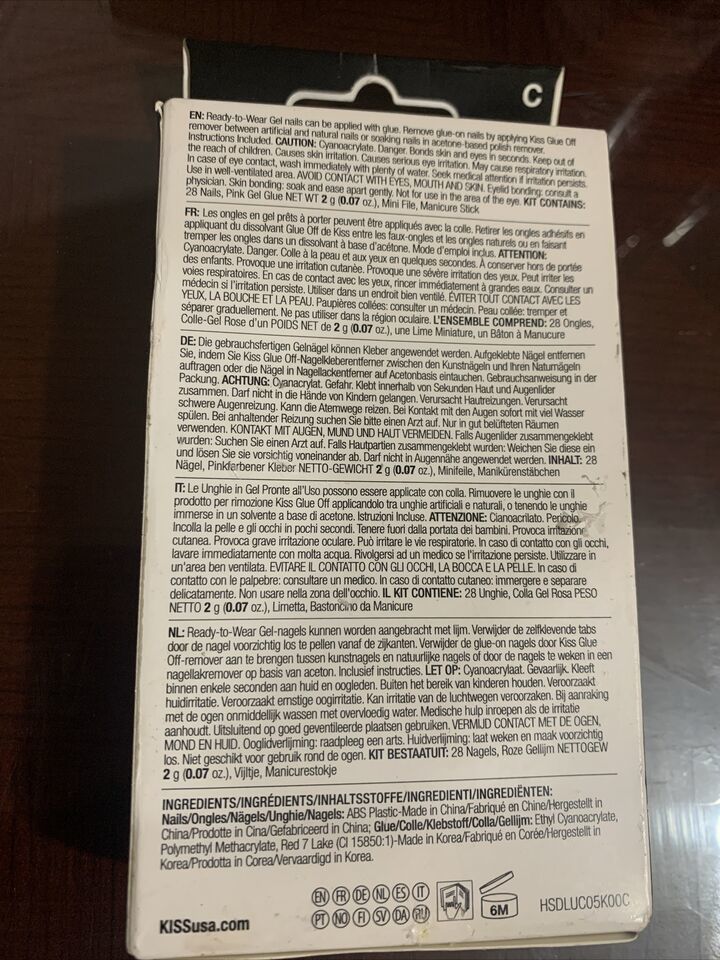 C
EN: Ready-to-Wear Gel nails can be applied with glue. Remove glue-on nails by applying Kiss Glue Off
remover between artificial and natural nails or soaking nails in acetone-based polish remover.
Instructions Included. CAUTION: Cyanoacrylate. Danger. Bonds skin and eyes in seconds. Keep out of
the reach of children. Causes skin irritation. Causes serious eye irritation. May cause respiratory irritation.
In case of eye contact, wash immediately with plenty of water. Seek medical attention if irritation persists.
Use in well-ventilated area. AVOID CONTACT WITH EYES, MOUTH AND SKIN. Eyelid bonding: consult a
physician. Skin bonding: soak and ease apart gently. Not for use in the area of the eye. KIT CONTAINS:
28 Nails, Pink Gel Glue NET WT 2 g (0.07 oz.), Mini File, Manicure Stick
FR: Les ongles en gel prêts à porter peuvent être appliqués avec la colle. Retirer les ongles adhésifs en
appliquant du dissolvant Glue Off de Kiss entre les faux-ongles et les ongles naturels ou en faisant
tremper les ongles dans un dissolvant à base d'acétone. Mode d'emploi inclus. ATTENTION:
Cyanoacrylate. Danger. Colle à la peau et aux yeux en quelques secondes. À conserver hors de portée
des enfants. Provoque une irritation cutanée. Provoque une sévère irritation des yeux. Peut irriter les
voies respiratoires. En cas de contact avec les yeux, rincer immédiatement à grandes eaux. Consulter un
médecin si l'irritation persiste. Utiliser dans un endroit bien ventilé. ÉVITER TOUT CONTACT AVEC LES
YEUX, LA BOUCHE ET LA PEAU. Paupières collées: consulter un médecin. Peau collée: tremper et
séparer graduellement. Ne pas utiliser dans la région oculaire. L'ENSEMBLE COMPREND: 28 Ongles,
Colle-Gel Rose d'un POIDS NET de 2 g (0.07 oz.), une Lime Miniature, un Bâton à Manucure
DE: Die gebrauchsfertigen Gelnägel können Kleber angewendet werden. Aufgeklebte Nägel entfernen
Sie, indem Sie Kiss Glue Off-Nagelkleberentferner zwischen den Kunstnägeln und Ihren Naturnägeln
auftragen oder die Nägel in Nagellackentferner auf Acetonbasis eintauchen. Gebrauchsanweisung in der
Packung. ACHTUNG: Cyanacrylat. Gefahr. Klebt innerhalb von Sekunden Haut und Augenlider
zusammen. Darf nicht in die Hände von Kindern gelangen. Verursacht Hautreizungen. Verursacht
schwere Augenreizung. Kann die Atemwege reizen. Bei Kontakt mit den Augen sofort mit viel Wasser
spülen. Bei anhaltender Reizung suchen Sie bitte einen Arzt auf. Nur in gut belüfteten Räumen
verwenden. KONTAKT MIT AUGEN, MUND UND HAUT VERMEIDEN. Falls Augenlider zusammengeklebt
wurden: Suchen Sie einen Arzt auf. Falls Hautpartien zusammengeklebt wurden: Weichen Sie diese ein
und lösen Sie sie vorsichtig voneinander ab. Darf nicht in Augennähe angewendet werden. INHALT: 28
Nägel, Pinkfarbener Kleber NETTO-GEWICHT 2 g (0.07 oz.), Minifeile, Manikürenstäbchen
IT: Le Unghie in Gel Pronte all'Uso possono essere applicate con colla. Rimuovere le unghie con il
prodotto per rimozione Kiss Glue Off applicandolo tra unghie artificiali e naturali, o tenendo le unghie
immerse in un solvente a base di acetone. Istruzioni Incluse. ATTENZIONE: Cianoacrilato. Pericolo.
Incolla la pelle e gli occhi in pochi secondi. Tenere fuori dalla portata dei bambini. Provoca irritazione
cutanea. Provoca grave irritazione oculare. Può irritare le vie respiratorie. In caso di contatto con gli occhi,
lavare immediatamente con molta acqua. Rivolgersi ad un medico se l'irritazione persiste. Utilizzare in
un'area ben ventilata. EVITARE IL CONTATTO CON GLI OCCHI, LA BOCCA E LA PELLE. In caso di
contatto con le palpebre: consultare un medico. In caso di contatto cutaneo: immergere e separare
delicatamente. Non usare nella zona dell'occhio. IL KIT CONTIENE: 28 Unghie, Colla Gel Rosa PESO
NETTO 2 g (0.07 oz.), Limetta, Bastoncino da Manicure
NL: Ready-to-Wear Gel-nagels kunnen worden aangebracht met lijm. Verwijder de zelfklevende tabs
door de nagel voorzichtig los te pellen vanaf de zijkanten. Verwijder de glue-on nagels door Kiss Glue
Off-remover aan te brengen tussen kunstnagels en natuurlijke nagels of door de nagels te weken in een
nagellakremover op basis van aceton. Inclusief instructies. LET OP: Cyanoacrylaat. Gevaarlijk. Kleeft
binnen enkele seconden aan huid en oogleden. Buiten het bereik van kinderen houden. Veroorzaakt
huidirritatie. Veroorzaakt ernstige oogirritatie. Kan irritatie van de luchtwegen veroorzaken. Bij aanraking
met de ogen onmiddellijk wassen met overvloedig water. Medische hulp inroepen als de irritatie
aanhoudt. Uitsluitend op goed geventileerde plaatsen gebruiken. VERMIJD CONTACT MET DE OGEN,
MOND EN HUID. Ooglidverlijming: raadpleeg een arts. Huidverlijming: laat weken en maak voorzichtig
los. Niet geschikt voor gebruik rond de ogen. KIT BESTAATUIT: 28 Nagels, Roze Gellijm NETTOGEW
2 g (0.07 oz.), Vijltje, Manicurestokje
INGREDIENTS/INGRÉDIENTS/INHALTSSTOFFE/INGREDIENTI/INGREDIËNTEN:
Nails/Ongles/Nägel/Unghie/Nagels: ABS Plastic-Made in China/Fabriqué en Chine/Hergestellt in
China/Prodotte in Cina/Gefabriceerd in China; Glue/Colle/Klebstoff/Colla/Gellijm: Ethyl Cyanoacrylate,
Polymethyl Methacrylate, Red 7 Lake (CI 15850:1)-Made in Korea/Fabriqué en Corée/Hergestellt in
Korea/Prodotta in Corea/Vervaardigd in Korea.
EN FR DE NL ES IT
PT NO FI SV DA RU
6M
HSDLUC05K00C
KISSusa.com